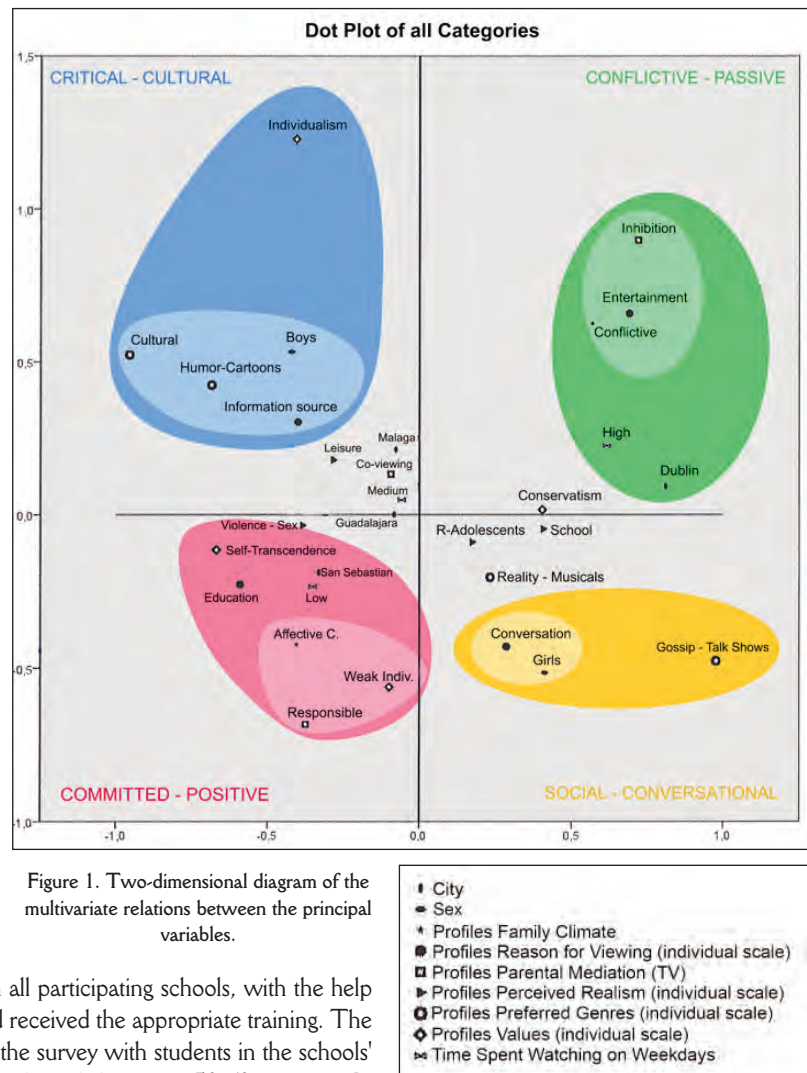 Dot Plot of all Categories
1,5
CRITICAL - CULTURAL
CONFLICTIVE - PASSIVE
Individualism
1,0
Inhibition
Entertainment
Conflictive
Cultural
Boys
0,5
Humor-Cartoons
Information source
High
Malaga
Leisure
Co-viewing
Dublin
Medium
Conservatism
0,0
Guadalajara
Violence - Sex
R-Adolescents
School
Self-Transcendence
San Sebastian
Reality - Musicals
Education
Low
Affective C.
Conversation
Gossip - Talk Shows
-0,5
Girls
Weak Indiv.
Responsible
COMMITTED - POSITIVE
SOCIAL - CONVERSATIONAL
-1,0
-1,0 -0,5 0,0 0,5 1,0
Figure 1. Two-dimensional diagram of the
multivariate relations between the principal
variables.
City
Sex
Profiles Family Climate
Profiles Reason for Viewing (individual scale)
Profiles Parental Mediation (TV)
Profiles Perceived Realism (individual scale)
Profiles Preferred Genres (individual scale)
Profiles Values (individual scale)
Time Spent Watching on Weekdays
all participating schools, with the help
received the appropriate training. The
the survey with students in the schools'